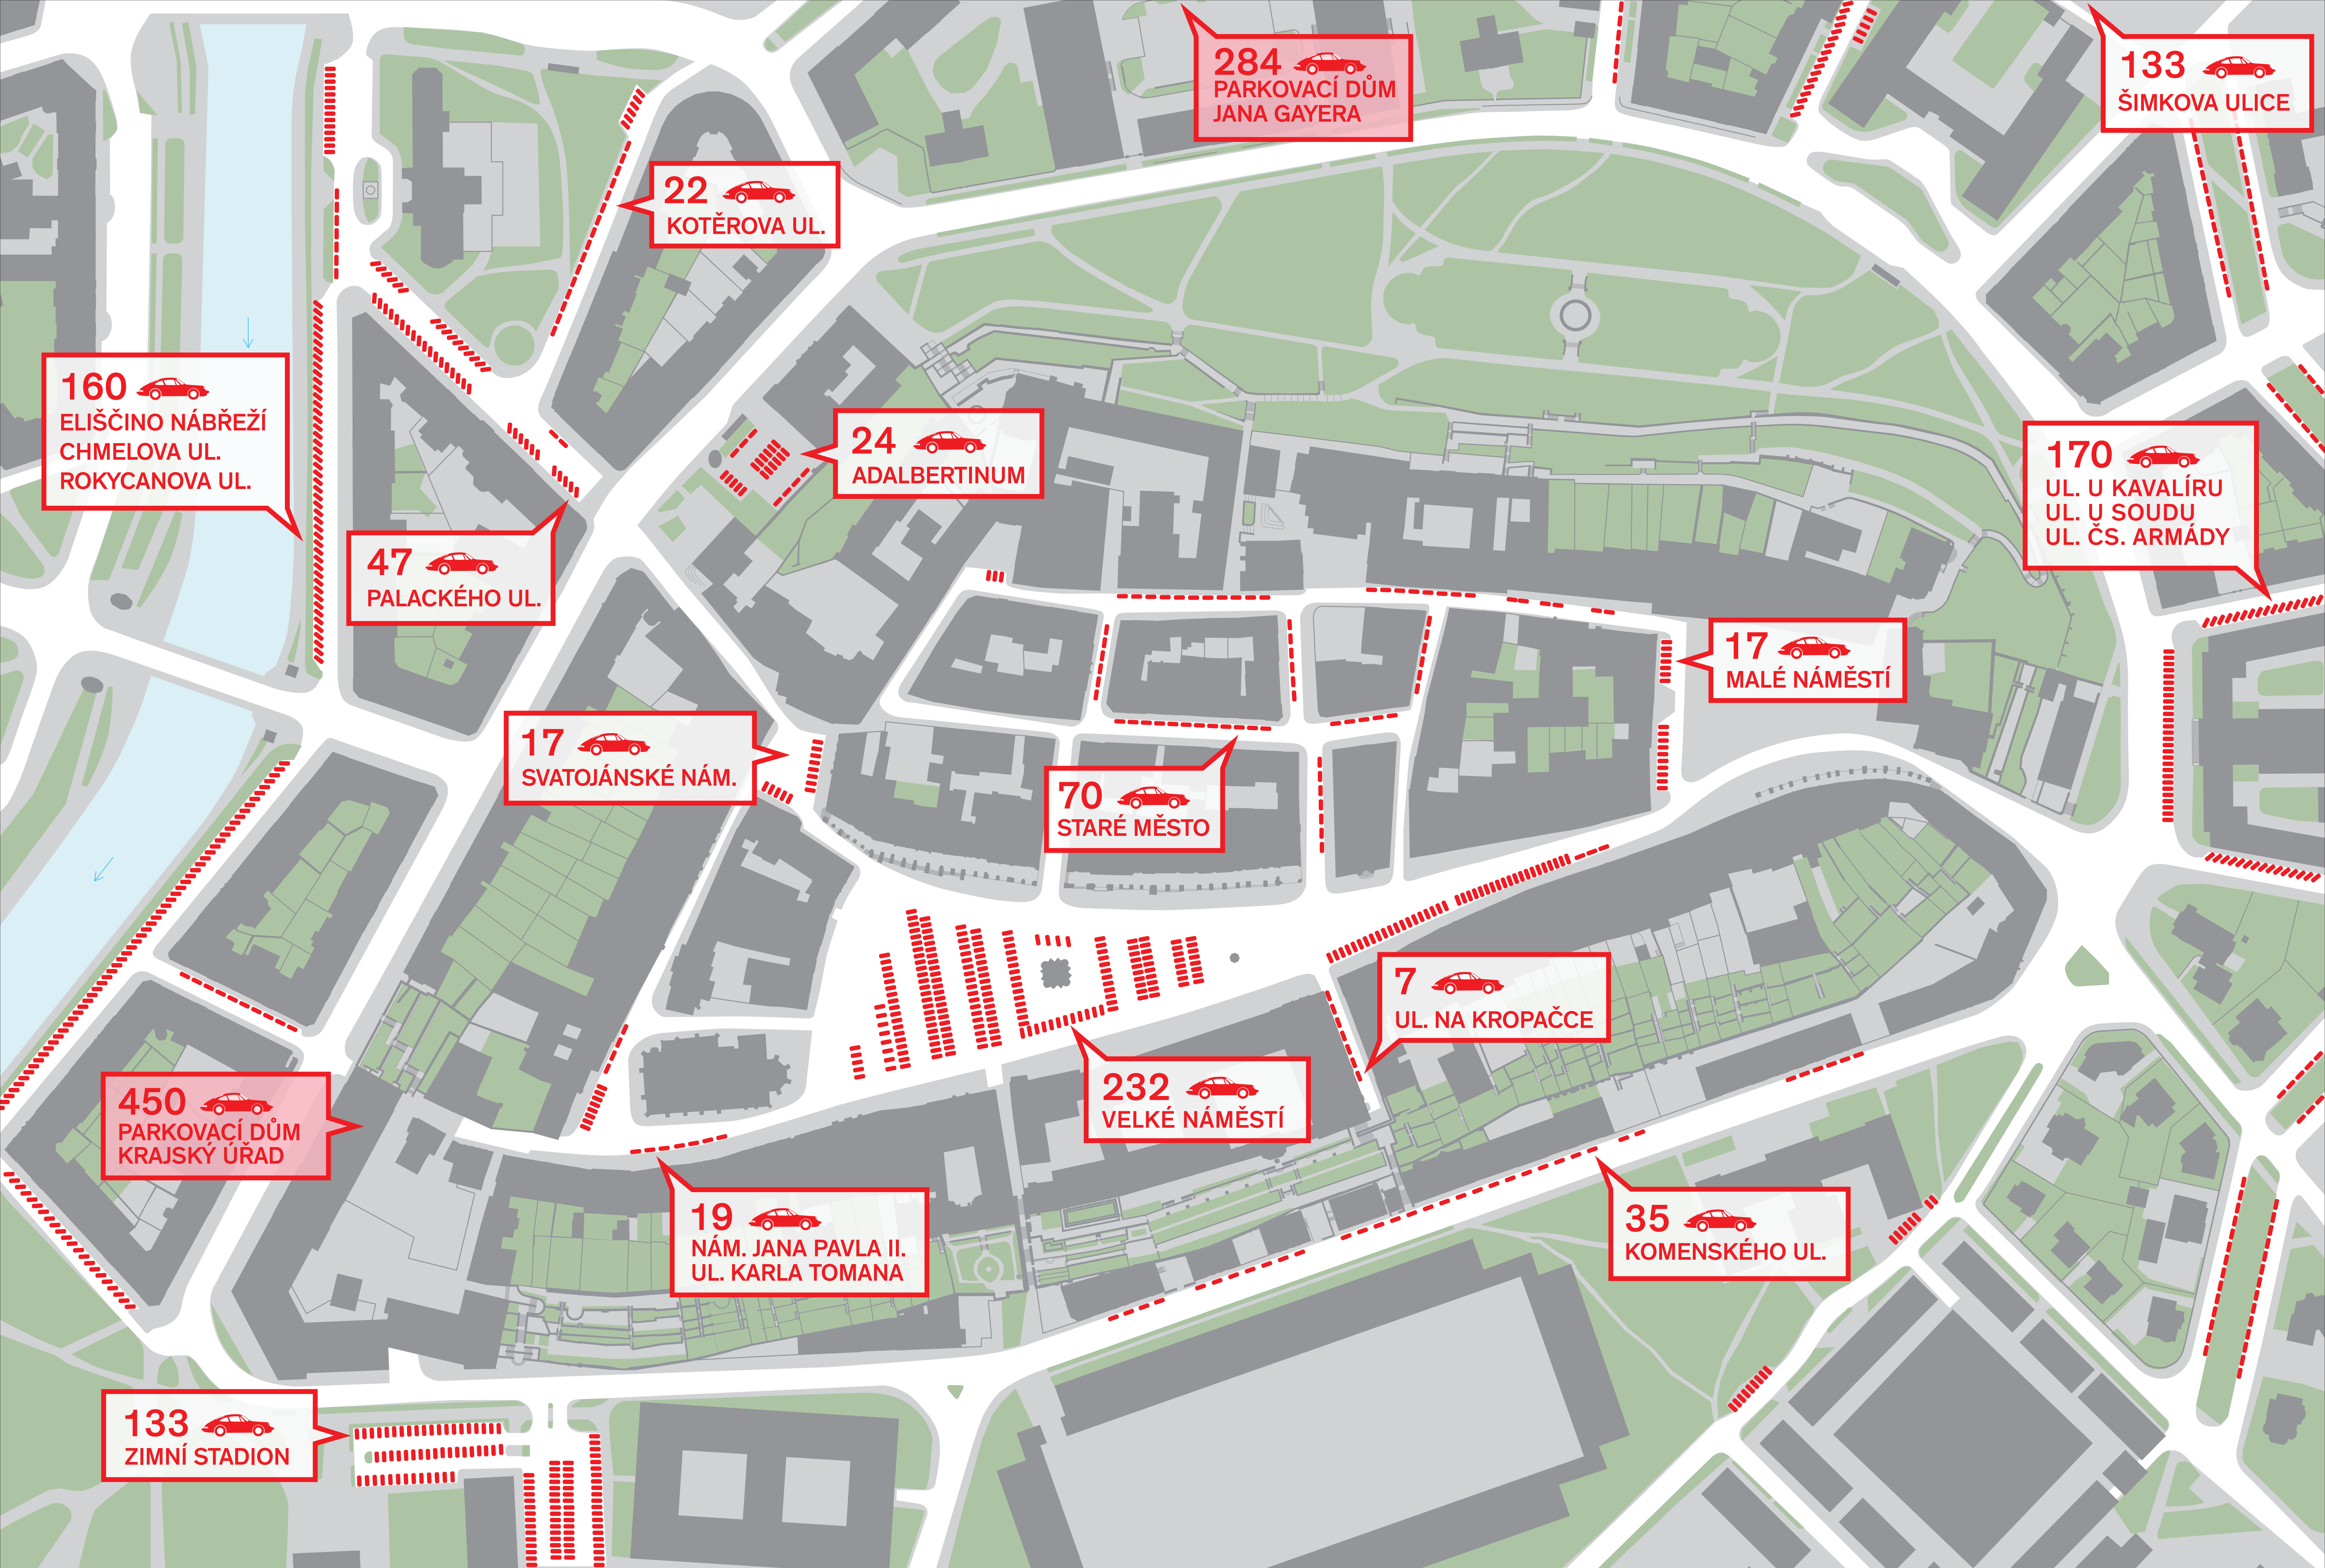 284
PARKOVACÍ DŮM
JANA GAYERA
133
ŠIMKOVA ULICE
22
KOTĚROVA UL.
160
ELIŠČINO NÁBŘEŽÍ
CHMELOVA UL.
ROKYCANOVA UL.
24
ADALBERTINUM
170
UL. U KAVALÍRU
UL. U SOUDU
UL. ČS. ARMÁDY
47
PALACKÉHO UL.
17
MALÉ NÁMĚSTÍ
17
SVATOJÁNSKÉ NÁM.
70
STARÉ MĚSTO
7
UL. NA KROPAČCE
232
VELKÉ NÁMĚSTÍ
450
PARKOVACÍ DŮM
KRAJSKÝ ÚŘAD
19
NÁM. JANA PAVLA II.
UL. KARLA TOMANA
35
KOMENSKÉHO UL.
133
ZIMNÍ STADION